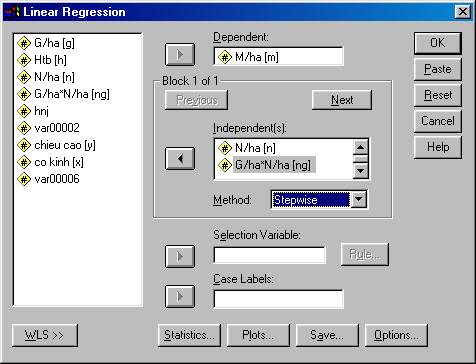 Linear Regression
G/ha [g]
Htb [h]
N/ha [n]
G/ha*N/ha [ng]
hnj
var00002
chieu cao [y]
co kinh [x]
var00006
Dependent:
M/ha [m]
Block 1 of 1
Previous
Next
Independent(s):
N/ha [n]
G/ha*N/ha [ng]
Method:
Stepwise
Selection Variable:
Rule...
Case Labels:
OK
Paste
Reset
Cancel
Help
WLS >>
Statistics...
Plots...
Save...
Options...